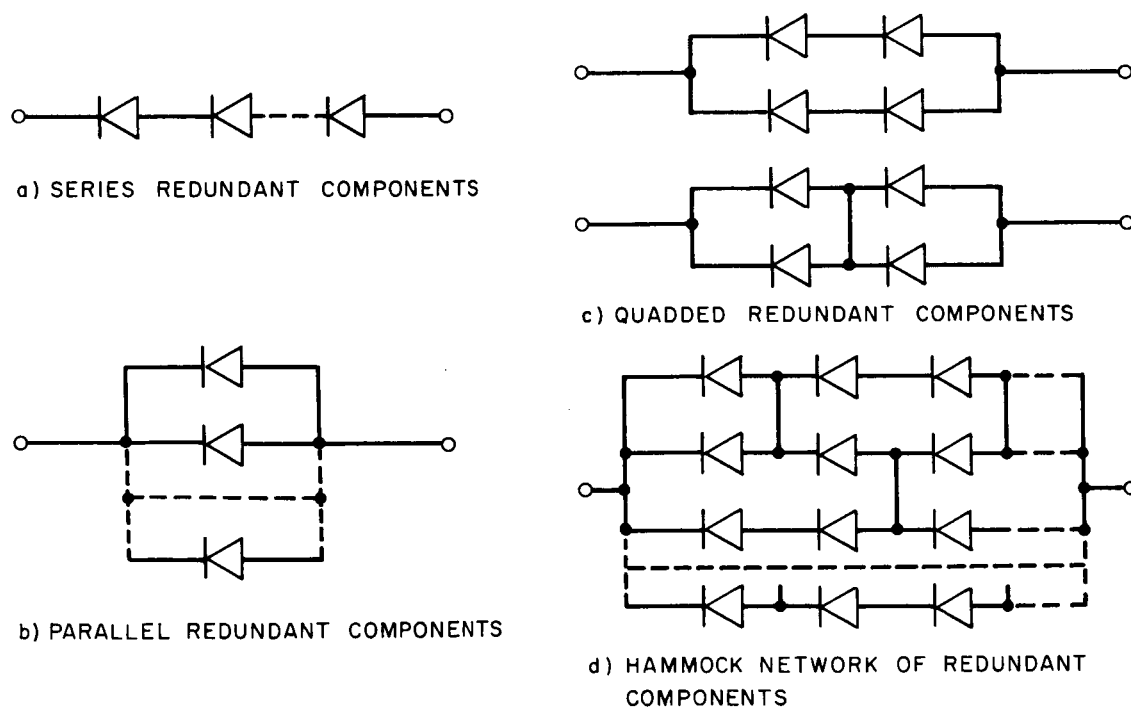 a) SERIES REDUNDANT COMPONENTS
b) PARALLEL REDUNDANT COMPONENTS
c) QUADDED REDUNDANT COMPONENTS
d) HAMMOCK NETWORK OF REDUNDANT
COMPONENTS